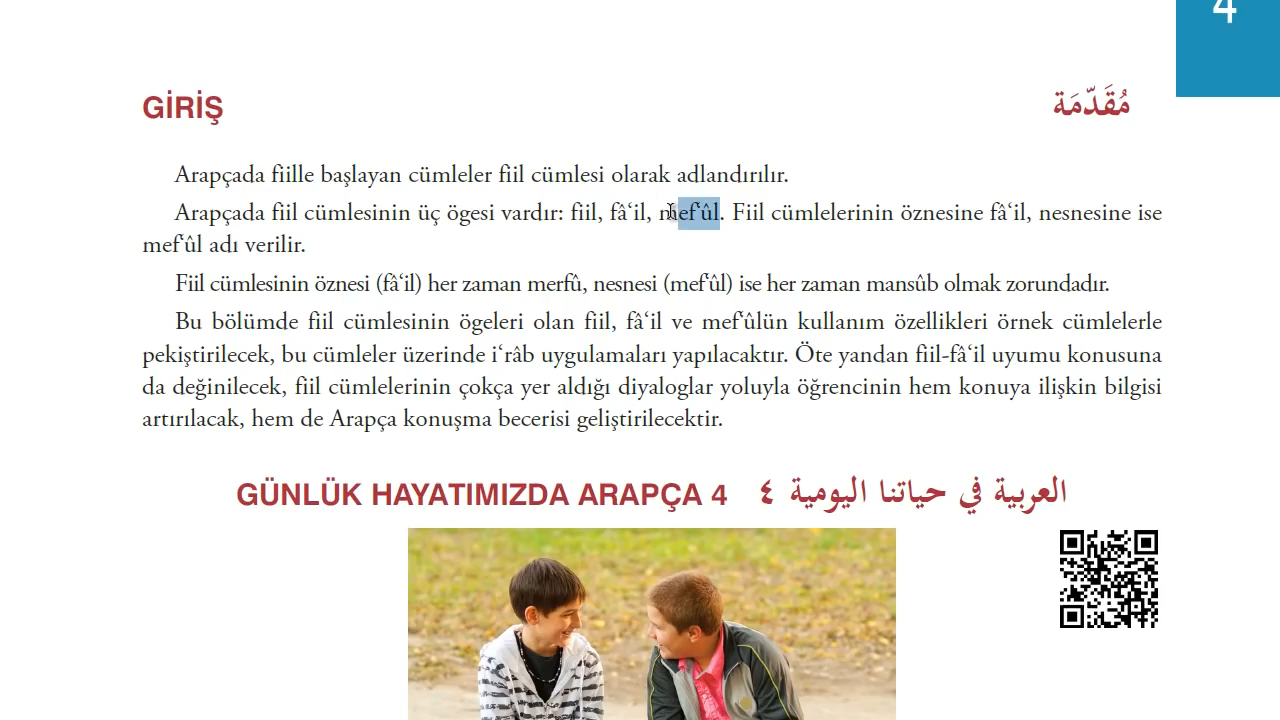 4
GİRİŞ
مُقَدّمَة
Arapçada fiille başlayan cümleler fiil cümlesi olarak adlandırılır.
Arapçada fiil cümlesinin üç ögesi vardır: fiil, fâ‘il, mef‘ûl. Fiil cümlelerinin öznesine fâ‘il, nesnesine ise
mef‘ûl adı verilir.
Fiil cümlesinin öznesi (fâ‘il) her zaman merfû, nesnesi (mef‘ûl) ise her zaman mansûb olmak zorundadır.
Bu bölümde fiil cümlesinin ögeleri olan fiil, fâ‘il ve mef‘ûlün kullanım özellikleri örnek cümlelerle
pekiştirilecek, bu cümleler üzerinde i‘râb uygulamaları yapılacaktır. Öte yandan fiil-fâ‘il uyumu konusuna
da değinilecek, fiil cümlelerinin çokça yer aldığı diyaloglar yoluyla öğrencinin hem konuya ilişkin bilgisi
artırılacak, hem de Arapça konuşma becerisi geliştirilecektir.
GÜNLÜK HAYATIMIZDA ARAPÇA 4
العربية في حياتنا اليومية ٤